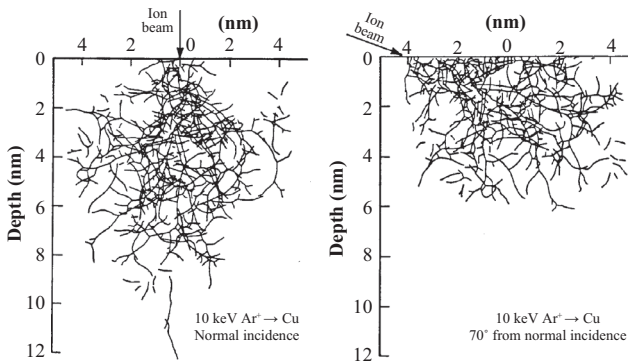 Ion
beam
(nm)
4 2 0 2 4
0
2
4
6
8
10
12
Depth (nm)
10 keV Ar⁺ → Cu
Normal incidence
Ion
beam
(nm)
4 2 0 2 4
0
2
4
6
8
10
12
Depth (nm)
10 keV Ar⁺ → Cu
70° from normal incidence